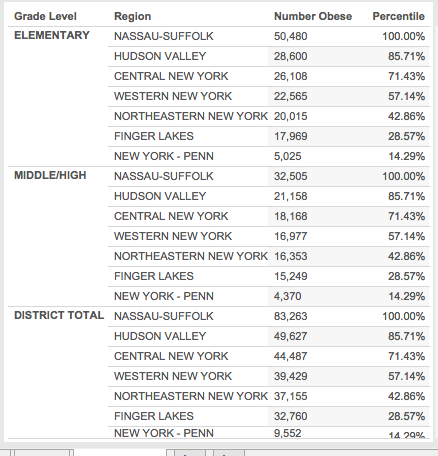 Grade Level Region Number Obese Percentile
ELEMENTARY NASSAU-SUFFOLK 50,480 100.00%
HUDSON VALLEY 28,600 85.71%
CENTRAL NEW YORK 26,108 71.43%
WESTERN NEW YORK 22,565 57.14%
NORTHEASTERN NEW YORK 20,015 42.86%
FINGER LAKES 17,969 28.57%
NEW YORK - PENN 5,025 14.29%
MIDDLE/HIGH NASSAU-SUFFOLK 32,505 100.00%
HUDSON VALLEY 21,158 85.71%
CENTRAL NEW YORK 18,168 71.43%
WESTERN NEW YORK 16,977 57.14%
NORTHEASTERN NEW YORK 16,353 42.86%
FINGER LAKES 15,249 28.57%
NEW YORK - PENN 4,370 14.29%
DISTRICT TOTAL NASSAU-SUFFOLK 83,263 100.00%
HUDSON VALLEY 49,627 85.71%
CENTRAL NEW YORK 44,487 71.43%
WESTERN NEW YORK 39,429 57.14%
NORTHEASTERN NEW YORK 37,155 42.86%
FINGER LAKES 32,760 28.57%
NEW YORK - PENN 9,552 14.29%